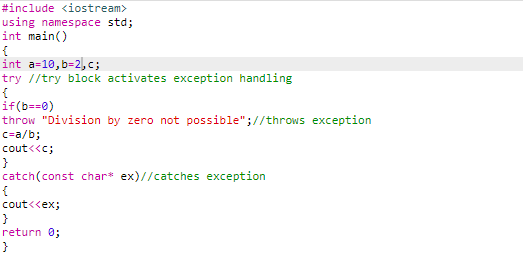 #include <iostream>
using namespace std;
int main()
{
int a=10,b=2,c;
try //try block activates exception handling
{
if(b==0)
throw "Division by zero not possible";//throws exception
c=a/b;
cout<<c;
}
catch(const char* ex)//catches exception
{
cout<<ex;
}
return 0;
}